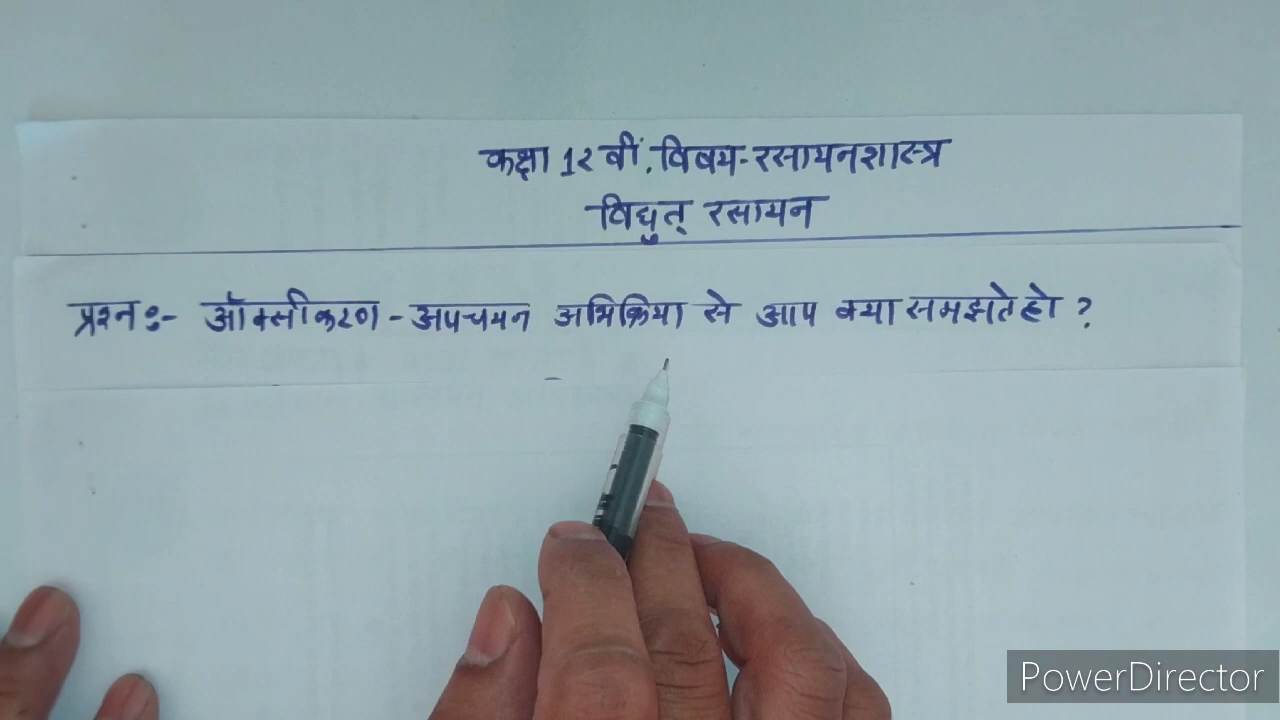 कक्षा 12 वीं. विषय-रसायनशास्त्र
विद्युत् रसायन
प्रश्न:- ऑक्सीकरण - अपचयन अभिक्रिया से आप क्या समझते हो ?
PowerDirector